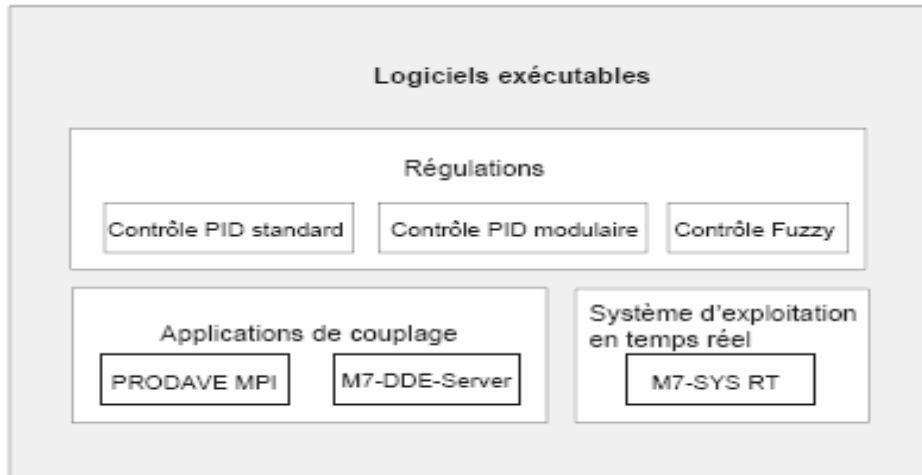 Logiciels exécutables
Régulations
Contrôle PID standard
Contrôle PID modulaire
Contrôle Fuzzy
Applications de couplage
PRODAVE MPI
M7-DDE-Server
Système d'exploitation
en temps réel
M7-SYS RT